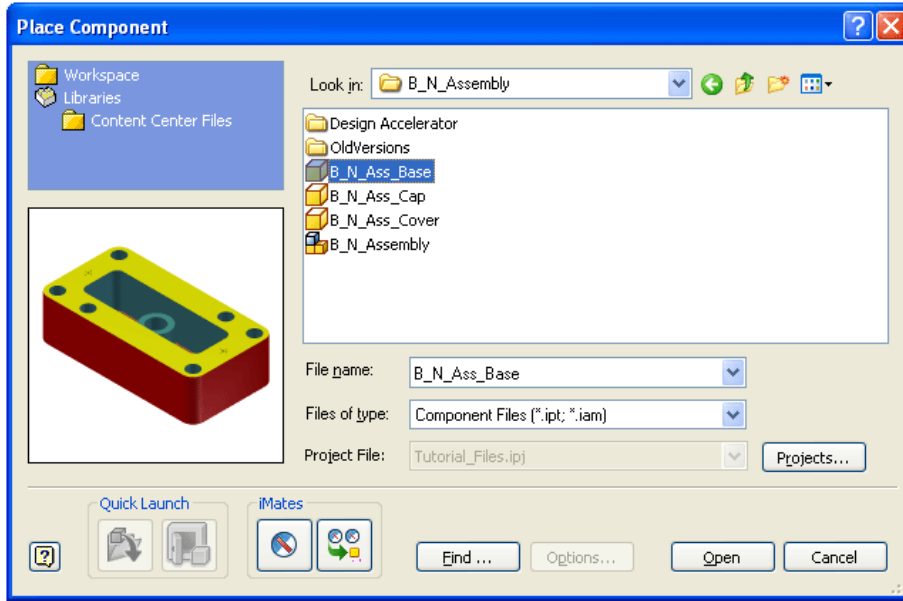 Place Component
Workspace
Libraries
Content Center Files
Look in:
B_N_Assembly
Design Accelerator
OldVersions
B_N_Ass_Base
B_N_Ass_Cap
B_N_Ass_Cover
B_N_Assembly
File name:
B_N_Ass_Base
Files of type:
Component Files (*.ipt; *.iam)
Project File:
Tutorial_Files.ipj
Projects...
Quick Launch
iMates
Find ...
Options...
Open
Cancel